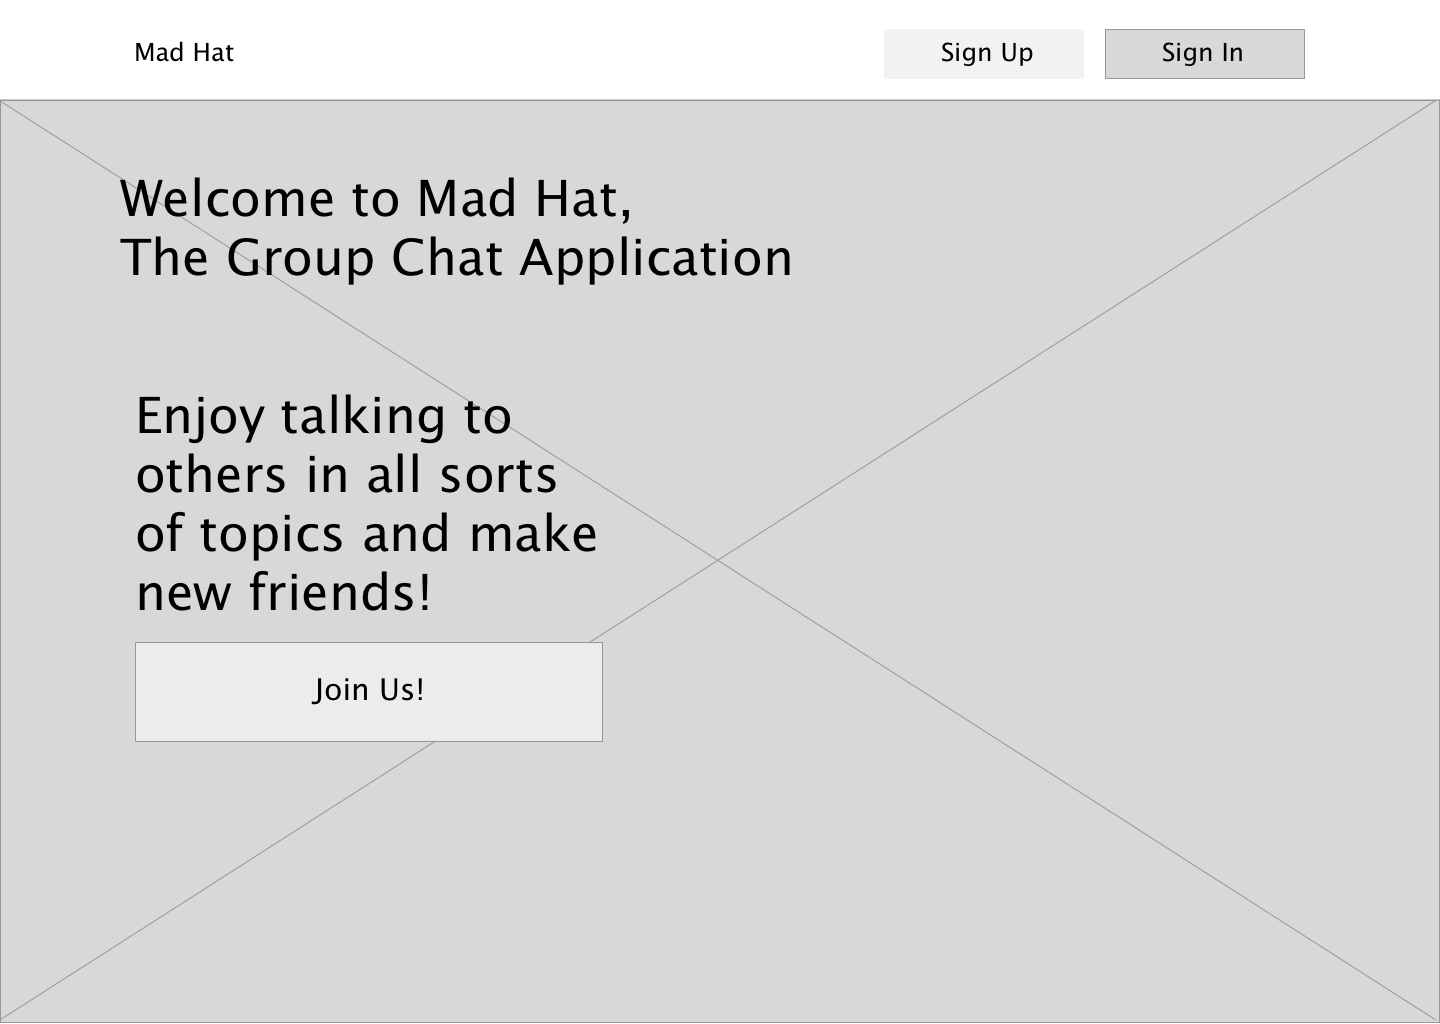 Mad Hat
Sign Up
Sign In
Welcome to Mad Hat,
The Group Chat Application
Enjoy talking to
others in all sorts
of topics and make
new friends!
Join Us!